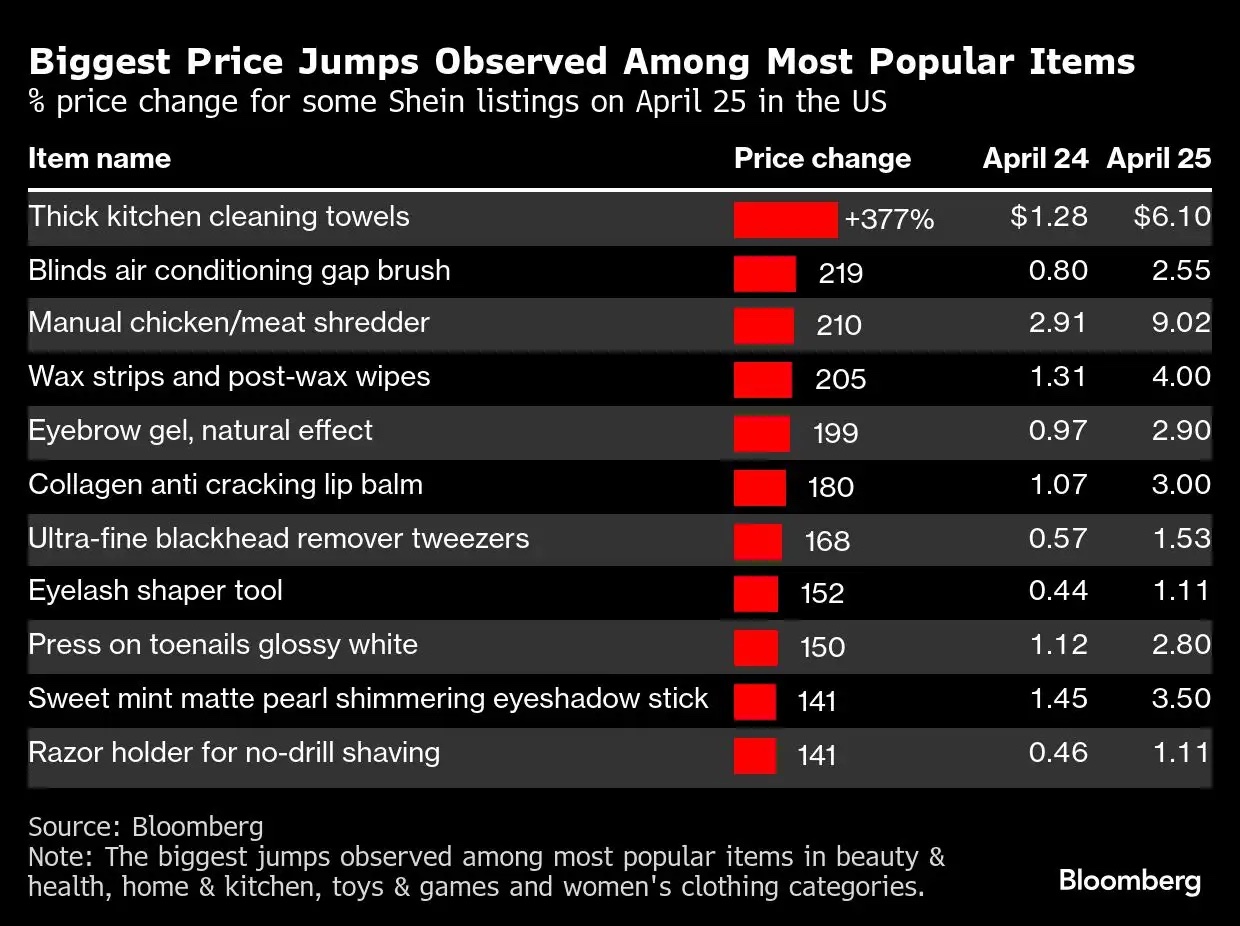 Biggest Price Jumps Observed Among Most Popular Items
% price change for some Shein listings on April 25 in the US
Item name Price change April 24 April 25
Thick kitchen cleaning towels +377% $1.28 $6.10
Blinds air conditioning gap brush 219 0.80 2.55
Manual chicken/meat shredder 210 2.91 9.02
Wax strips and post-wax wipes 205 1.31 4.00
Eyebrow gel, natural effect 199 0.97 2.90
Collagen anti cracking lip balm 180 1.07 3.00
Ultra-fine blackhead remover tweezers 168 0.57 1.53
Eyelash shaper tool 152 0.44 1.11
Press on toenails glossy white 150 1.12 2.80
Sweet mint matte pearl shimmering eyeshadow stick 141 1.45 3.50
Razor holder for no-drill shaving 141 0.46 1.11
Source: Bloomberg
Note: The biggest jumps observed among most popular items in beauty &
health, home & kitchen, toys & games and women's clothing categories.
Bloomberg